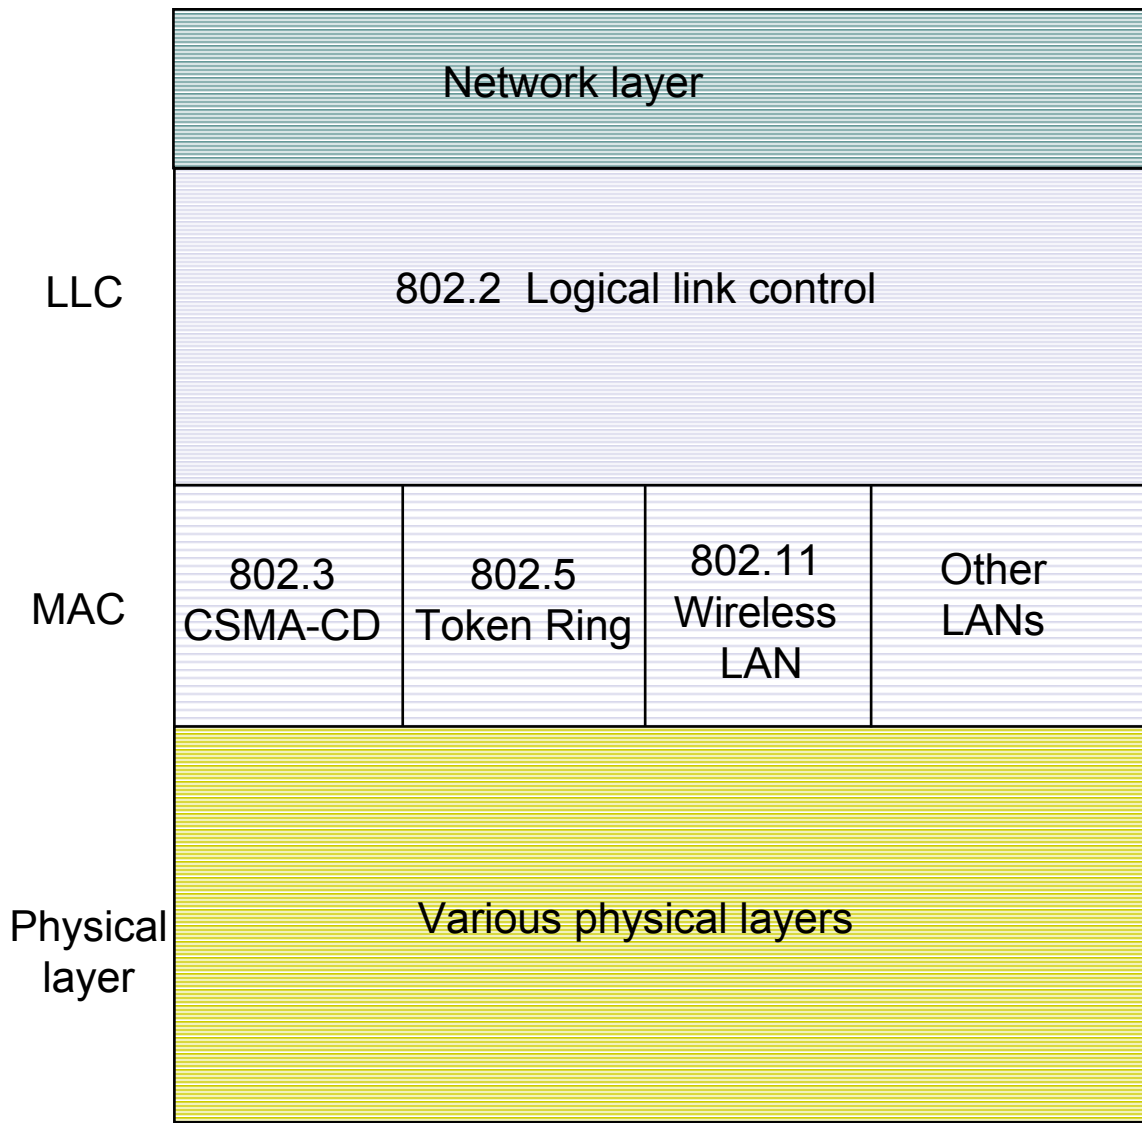 Network layer
LLC
802.2 Logical link control
MAC
802.3
CSMA-CD
802.5
Token Ring
802.11
Wireless
LAN
Other
LANs
Physical
layer
Various physical layers